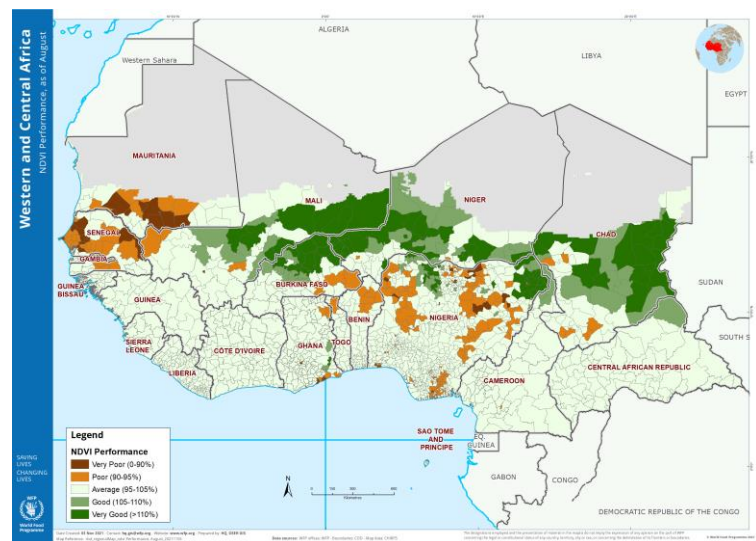 Western and Central Africa
NDVI Performance, as of August
SAVING
LIVES
CHANGING
LIVES
WFP
World Food
Programme
ALGERIA
LIBYA
EGYPT
Western Sahara
MAURITANIA
MALI
NIGER
CHAD
SUDAN
SENEGAL
GAMBIA
GUINEA
BISSAU
GUINEA
SIERRA
LEONE
LIBERIA
CÔTE D'IVOIRE
BURKINA FASO
GHANA
TOGO
BENIN
NIGERIA
CAMEROON
CENTRAL AFRICAN REPUBLIC
SOUTH S
SAO TOME
AND
PRINCIPE
EQ.
GUINEA
GABON
CONGO
DEMOCRATIC REPUBLIC OF THE CONGO
Legend
NDVI Performance
Very Poor (0-90%)
Poor (90-95%)
Average (95-105%)
Good (105-110%)
Very Good (>110%)
N
Kilometers